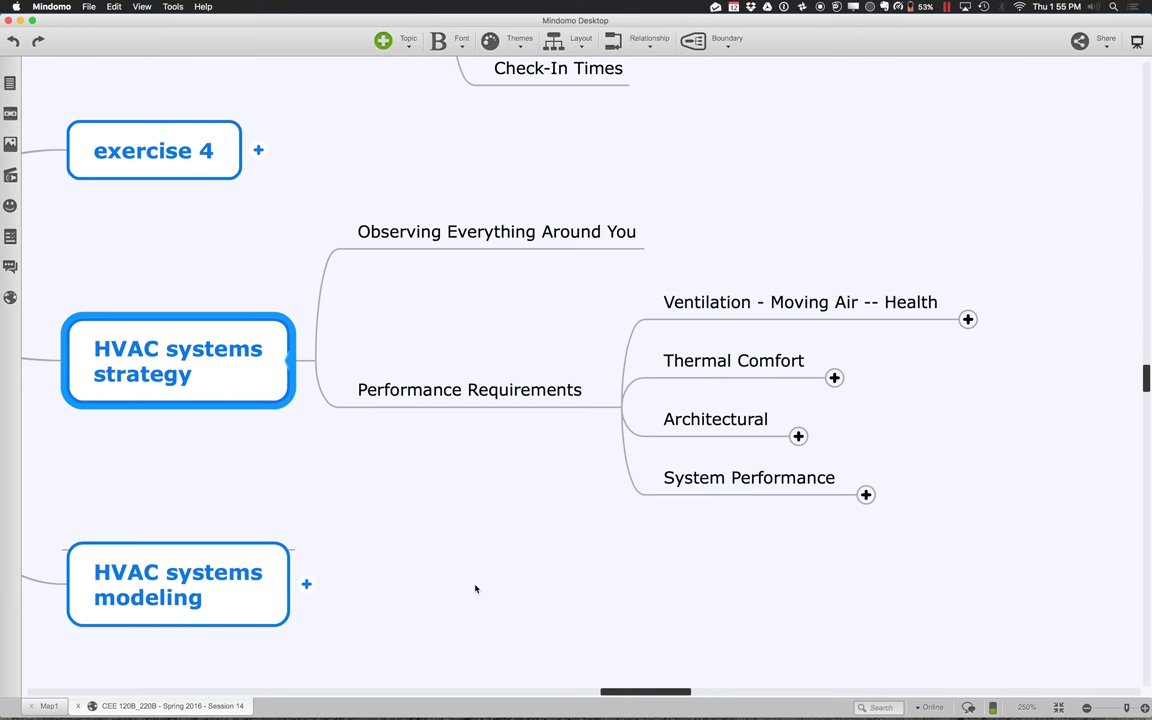 Mindomo File Edit View Tools Help
53% Thu 1:55 PM
Mindomo Desktop
Topic Font Themes Layout Relationship Boundary Share
Check-In Times
exercise 4
Observing Everything Around You
Ventilation - Moving Air -- Health
HVAC systems
strategy
Thermal Comfort
Performance Requirements
Architectural
System Performance
HVAC systems
modeling
x Map1 x CEE 120B_220B - Spring 2016 - Session 14 Search Online 250%